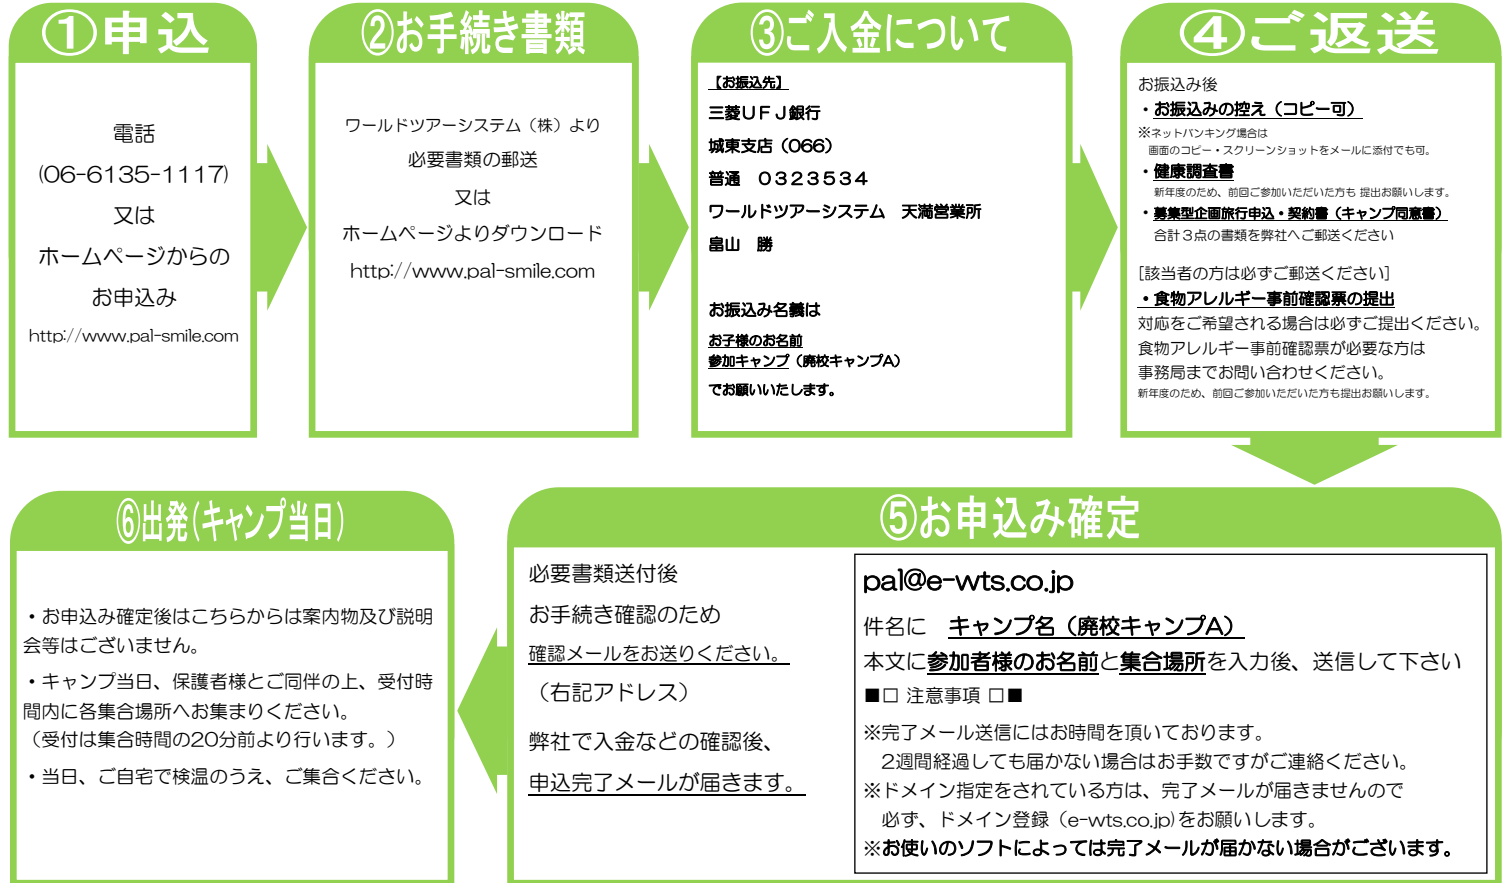 ①申込
電話
(06-6135-1117)
又は
ホームページからの
お申込み
http://www.pal-smile.com
②お手続き書類
ワールドツアーシステム（株）より
必要書類の郵送
又は
ホームページよりダウンロード
http://www.pal-smile.com
③ご入金について
【お振込先】
三菱ＵＦＪ銀行
城東支店（066）
普通　０３２３５３４
ワールドツアーシステム　天満営業所
畠山　勝
お振込み名義は
お子様のお名前
参加キャンプ（廃校キャンプA）
でお願いいたします。
④ご返送
お振込み後
・お振込みの控え（コピー可）
※ネットバンキング場合は
画面のコピー・スクリーンショットをメールに添付でも可。
・健康調査書
新年度のため、前回ご参加いただいた方も 提出お願いします。
・募集型企画旅行申込・契約書（キャンプ同意書）
合計３点の書類を弊社へご郵送ください
[該当者の方は必ずご郵送ください]
・食物アレルギー事前確認票の提出
対応をご希望される場合は必ずご提出ください。
食物アレルギー事前確認票が必要な方は
事務局までお問い合わせください。
新年度のため、前回ご参加いただいた方も提出お願いします。
⑤お申込み確定
必要書類送付後
お手続き確認のため
確認メールをお送りください。
（右記アドレス）
弊社で入金などの確認後、
申込完了メールが届きます。
pal@e-wts.co.jp
件名に　キャンプ名（廃校キャンプA）
本文に参加者様のお名前と集合場所を入力後、送信して下さい
■□ 注意事項 □■
※完了メール送信にはお時間を頂いております。
2週間経過しても届かない場合はお手数ですがご連絡ください。
※ドメイン指定をされている方は、完了メールが届きませんので
必ず、ドメイン登録（e-wts.co.jp)をお願いします。
※お使いのソフトによっては完了メールが届かない場合がございます。
⑥出発(キャンプ当日)
・お申込み確定後はこちらからは案内物及び説明
会等はございません。
・キャンプ当日、保護者様とご同伴の上、受付時
間内に各集合場所へお集まりください。
（受付は集合時間の20分前より行います。）
・当日、ご自宅で検温のうえ、ご集合ください。